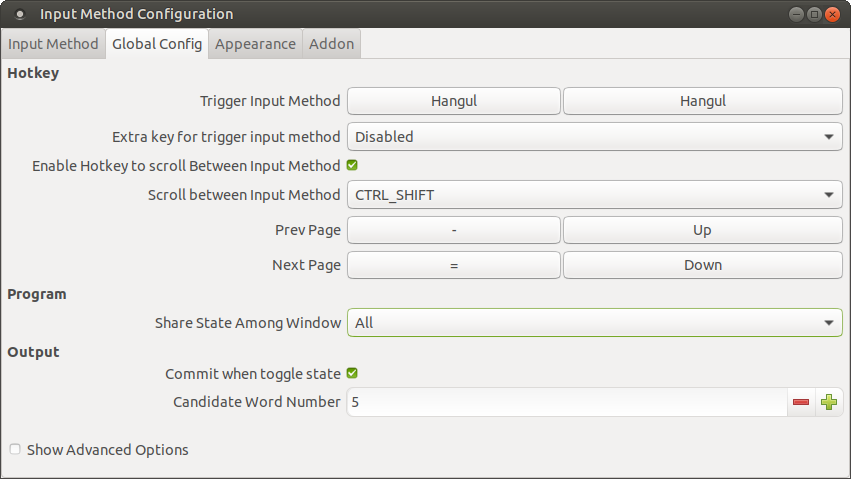 Input Method Configuration
Input Method Global Config Appearance Addon
Hotkey
Trigger Input Method Hangul Hangul
Extra key for trigger input method Disabled
Enable Hotkey to scroll Between Input Method
Scroll between Input Method CTRL_SHIFT
Prev Page - Up
Next Page = Down
Program
Share State Among Window All
Output
Commit when toggle state
Candidate Word Number 5
Show Advanced Options